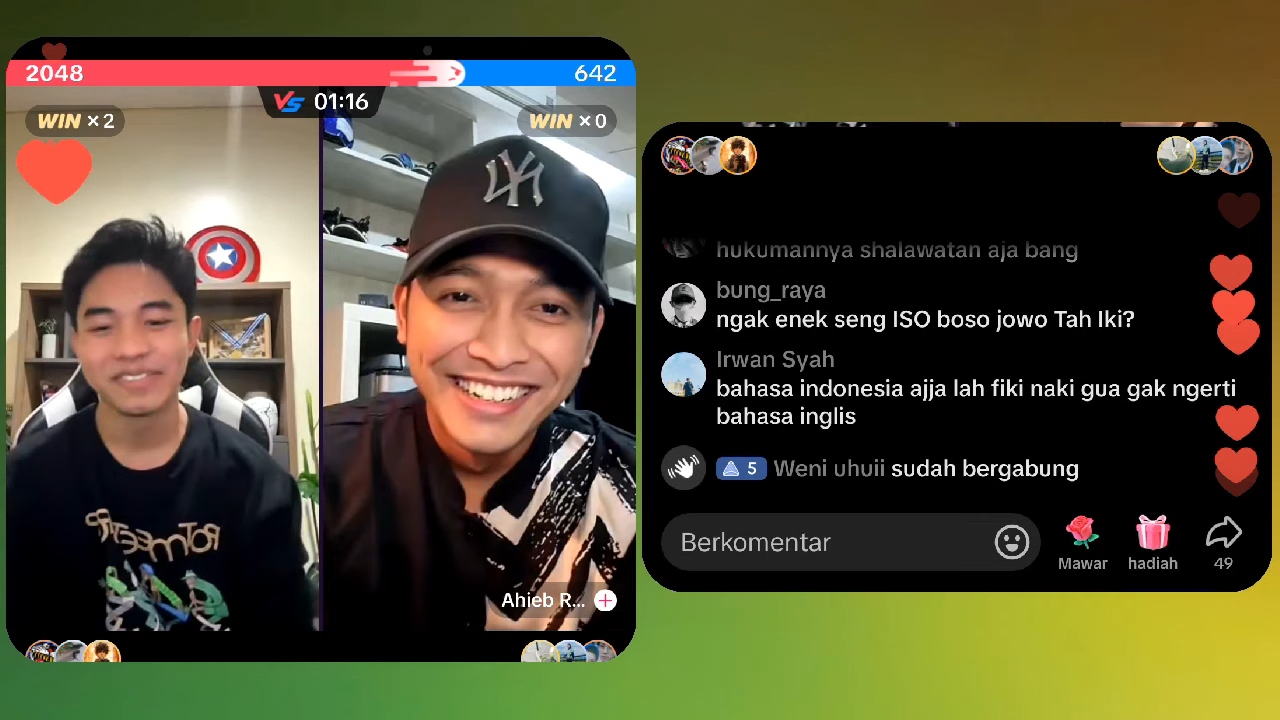 2048
642
VS 01:16
WIN ×2
WIN ×0
NY
Ahieb R...
hukumannya shalawatan aja bang
bung_raya
ngak enek seng ISO boso jowo Tah Iki?
Irwan Syah
bahasa indonesia ajja lah fiki naki gua gak ngerti
bahasa inglis
5 Weni uhuii sudah bergabung
Berkomentar
Mawar
hadiah
49